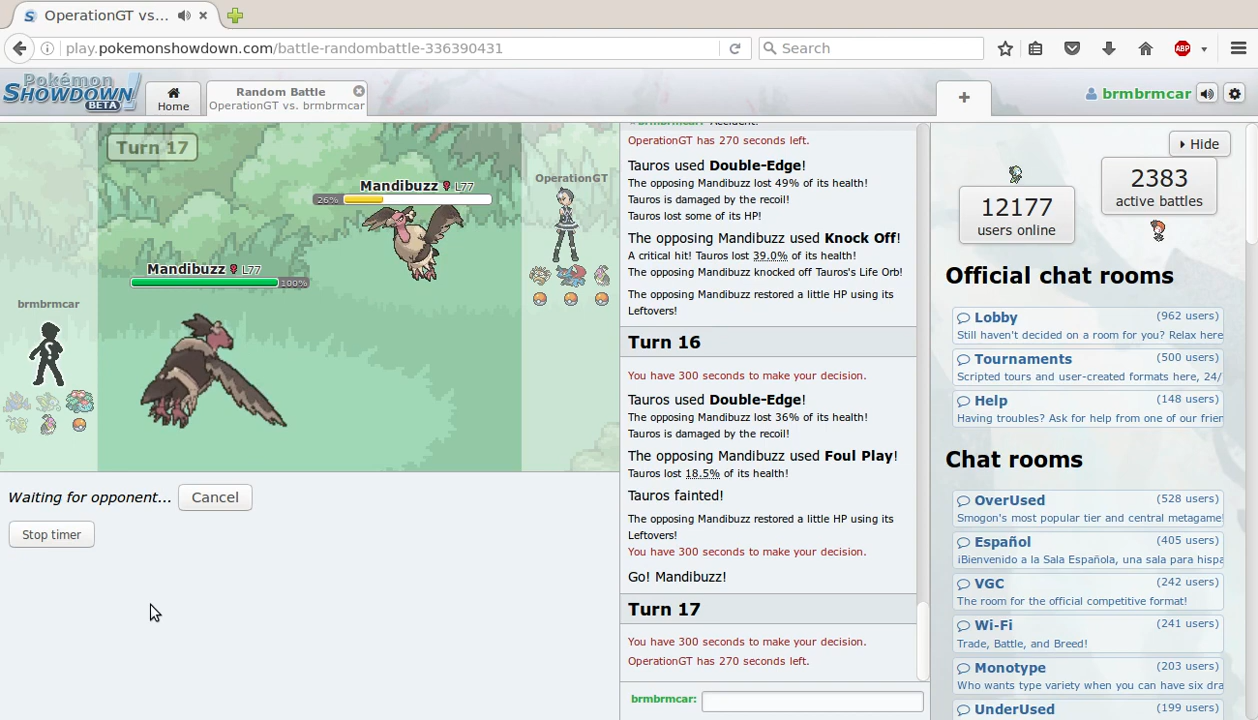 OperationGT vs...
play.pokemonshowdown.com/battle-randombattle-336390431
Search
ABP
Pokémon
SHOWDOWN!
BETA
Home
Random Battle
OperationGT vs. brmbrmcar
+
brmbrmcar
Turn 17
Mandibuzz L77
26%
OperationGT
Mandibuzz L77
100%
brmbrmcar
Waiting for opponent... Cancel
Stop timer
OperationGT has 270 seconds left.
Tauros used Double-Edge!
The opposing Mandibuzz lost 49% of its health!
Tauros is damaged by the recoil!
Tauros lost some of its HP!
The opposing Mandibuzz used Knock Off!
A critical hit! Tauros lost 39.0% of its health!
The opposing Mandibuzz knocked off Tauros's Life Orb!
The opposing Mandibuzz restored a little HP using its
Leftovers!
Turn 16
You have 300 seconds to make your decision.
Tauros used Double-Edge!
The opposing Mandibuzz lost 36% of its health!
Tauros is damaged by the recoil!
The opposing Mandibuzz used Foul Play!
Tauros lost 18.5% of its health!
Tauros fainted!
The opposing Mandibuzz restored a little HP using its
Leftovers!
You have 300 seconds to make your decision.
Go! Mandibuzz!
Turn 17
You have 300 seconds to make your decision.
OperationGT has 270 seconds left.
brmbrmcar:
Hide
12177
users online
2383
active battles
Official chat rooms
Lobby (962 users)
Still haven't decided on a room for you? Relax here
Tournaments (500 users)
Scripted tours and user-created formats here, 24/
Help (148 users)
Having troubles? Ask for help from one of our frier
Chat rooms
OverUsed (528 users)
Smogon's most popular tier and central metagame
Español (405 users)
¡Bienvenido a la Sala Española, una sala para hispa
VGC (242 users)
The room for the official competitive format!
Wi-Fi (241 users)
Trade, Battle, and Breed!
Monotype (203 users)
Who wants type variety when you can have six dra
UnderUsed (199 users)